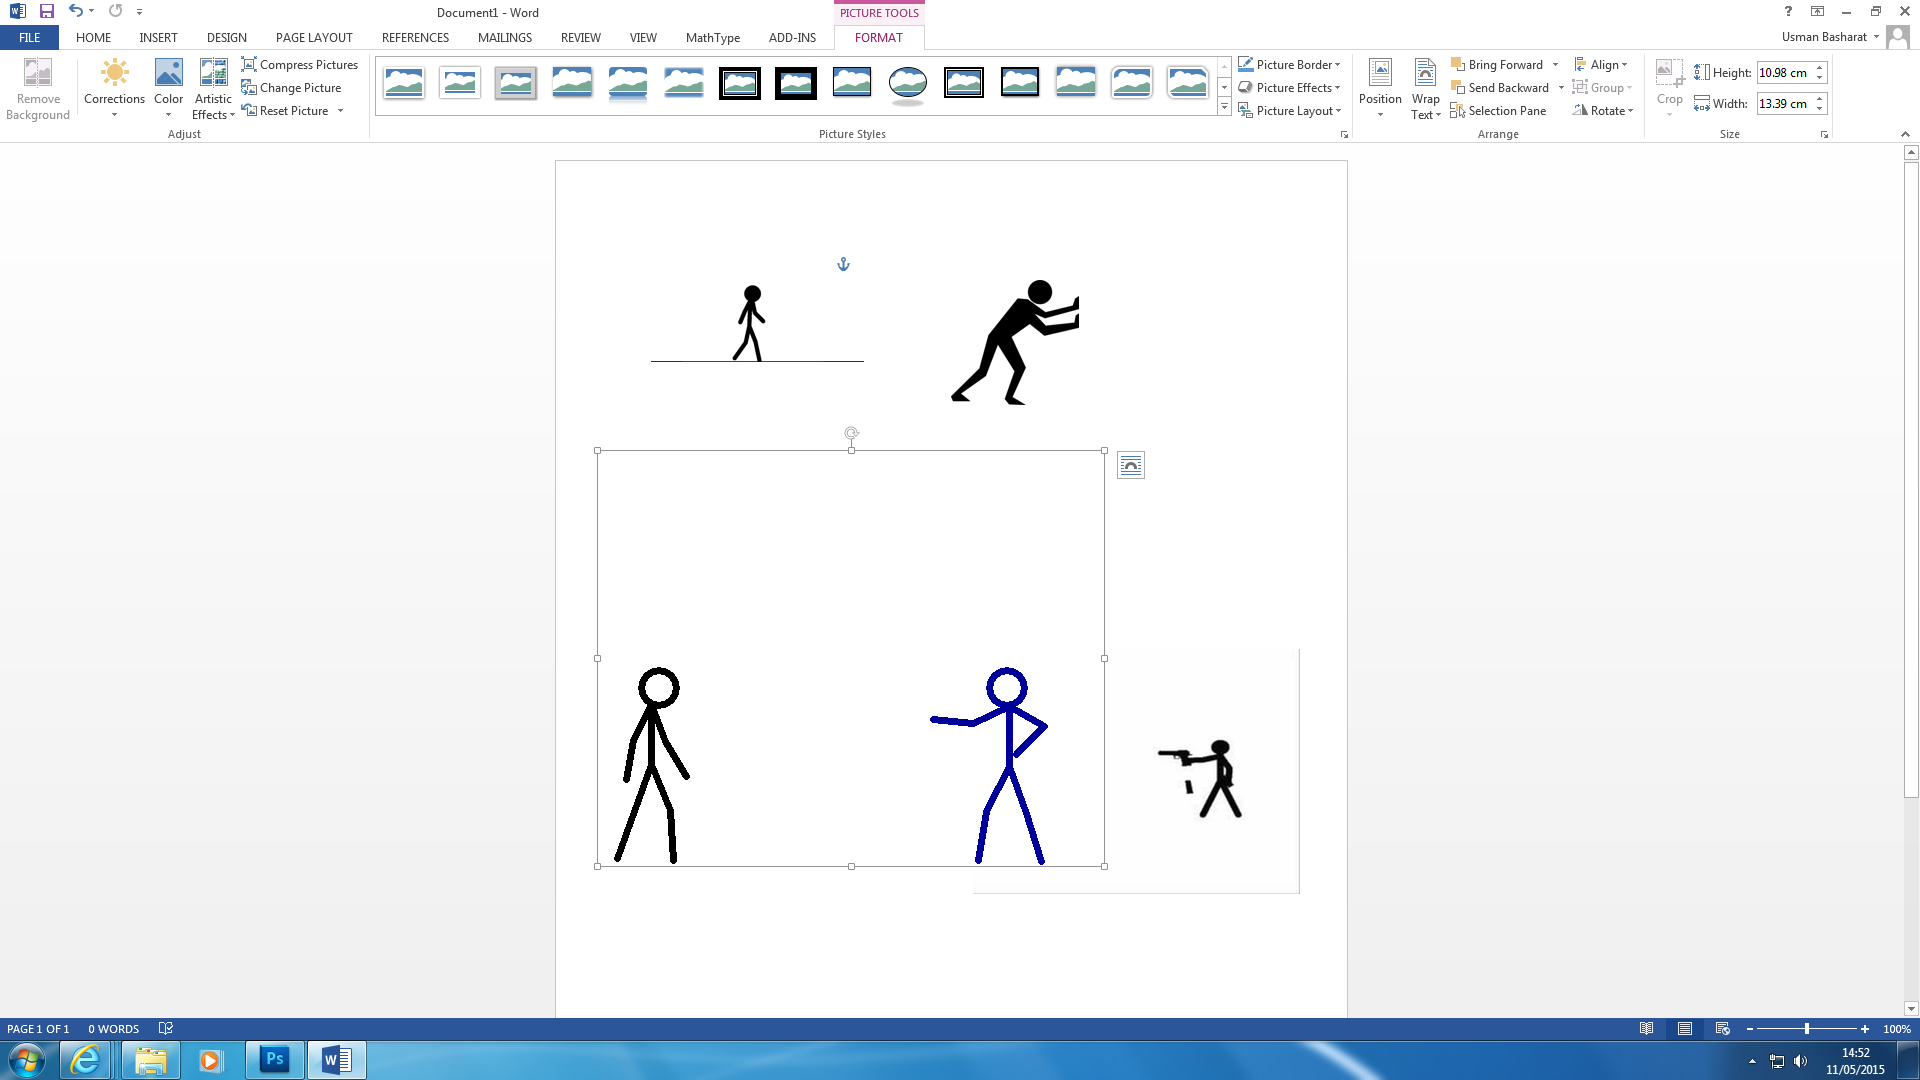 Document1 - Word
PICTURE TOOLS
?
FILE HOME INSERT DESIGN PAGE LAYOUT REFERENCES MAILINGS REVIEW VIEW MathType ADD-INS FORMAT
Usman Basharat
Remove Background
Corrections
Color
Artistic Effects
Compress Pictures
Change Picture
Reset Picture
Adjust
Picture Styles
Picture Border
Picture Effects
Picture Layout
Position
Wrap Text
Bring Forward
Send Backward
Selection Pane
Align
Group
Rotate
Arrange
Crop
Height: 10.98 cm
Width: 13.39 cm
Size
PAGE 1 OF 1 0 WORDS
100%
Ps
14:52
11/05/2015